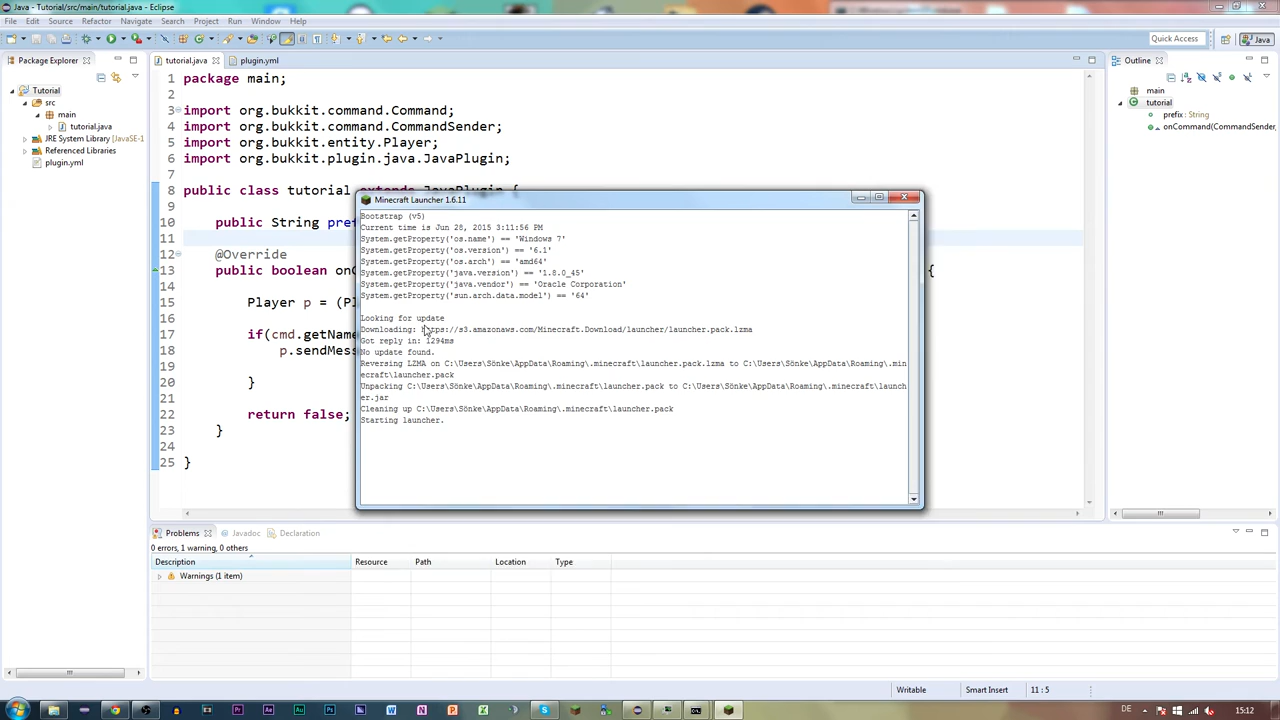 Java - Tutorial/src/main/tutorial.java - Eclipse
File Edit Source Refactor Navigate Search Project Run Window Help
Quick Access
Java
Package Explorer
tutorial.java
plugin.yml
Outline
Tutorial
src
main
tutorial.java
JRE System Library [JavaSE-1
Referenced Libraries
plugin.yml
1 package main;
2
3 import org.bukkit.command.Command;
4 import org.bukkit.command.CommandSender;
5 import org.bukkit.entity.Player;
6 import org.bukkit.plugin.java.JavaPlugin;
7
8 public class tutorial extends JavaPlugin {
9
10 public String pref
11
12 @Override
13 public boolean onC {
14
15 Player p = (Pl
16
17 if(cmd.getName
18 p.sendMess
19
20 }
21
22 return false;
23 }
24
25 }
main
tutorial
prefix : String
onCommand(CommandSender,
Minecraft Launcher 1.6.11
Bootstrap (v5)
Current time is Jun 28, 2015 3:11:56 PM
System.getProperty('os.name') == 'Windows 7'
System.getProperty('os.version') == '6.1'
System.getProperty('os.arch') == 'amd64'
System.getProperty('java.version') == '1.8.0_45'
System.getProperty('java.vendor') == 'Oracle Corporation'
System.getProperty('sun.arch.data.model') == '64'
Looking for update
Downloading: https://s3.amazonaws.com/Minecraft.Download/launcher/launcher.pack.lzma
Got reply in: 1294ms
No update found.
Reversing LZMA on C:\Users\Sönke\AppData\Roaming\.minecraft\launcher.pack.lzma to C:\Users\Sönke\AppData\Roaming\.min
ecraft\launcher.pack
Unpacking C:\Users\Sönke\AppData\Roaming\.minecraft\launcher.pack to C:\Users\Sönke\AppData\Roaming\.minecraft\launch
er.jar
Cleaning up C:\Users\Sönke\AppData\Roaming\.minecraft\launcher.pack
Starting launcher.
Problems
Javadoc
Declaration
0 errors, 1 warning, 0 others
Description Resource Path Location Type
Warnings (1 item)
Writable Smart Insert 11 : 5
DE 15:12